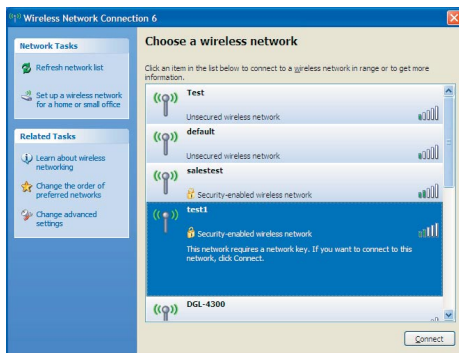 Wireless Network Connection 6
Network Tasks
Refresh network list
Set up a wireless network
for a home or small office
Related Tasks
Learn about wireless
networking
Change the order of
preferred networks
Change advanced
settings
Choose a wireless network
Click an item in the list below to connect to a wireless network in range or to get more
information.
Test
Unsecured wireless network
default
Unsecured wireless network
salestest
Security-enabled wireless network
test1
Security-enabled wireless network
This network requires a network key. If you want to connect to this
network, click Connect.
DGL-4300
Connect